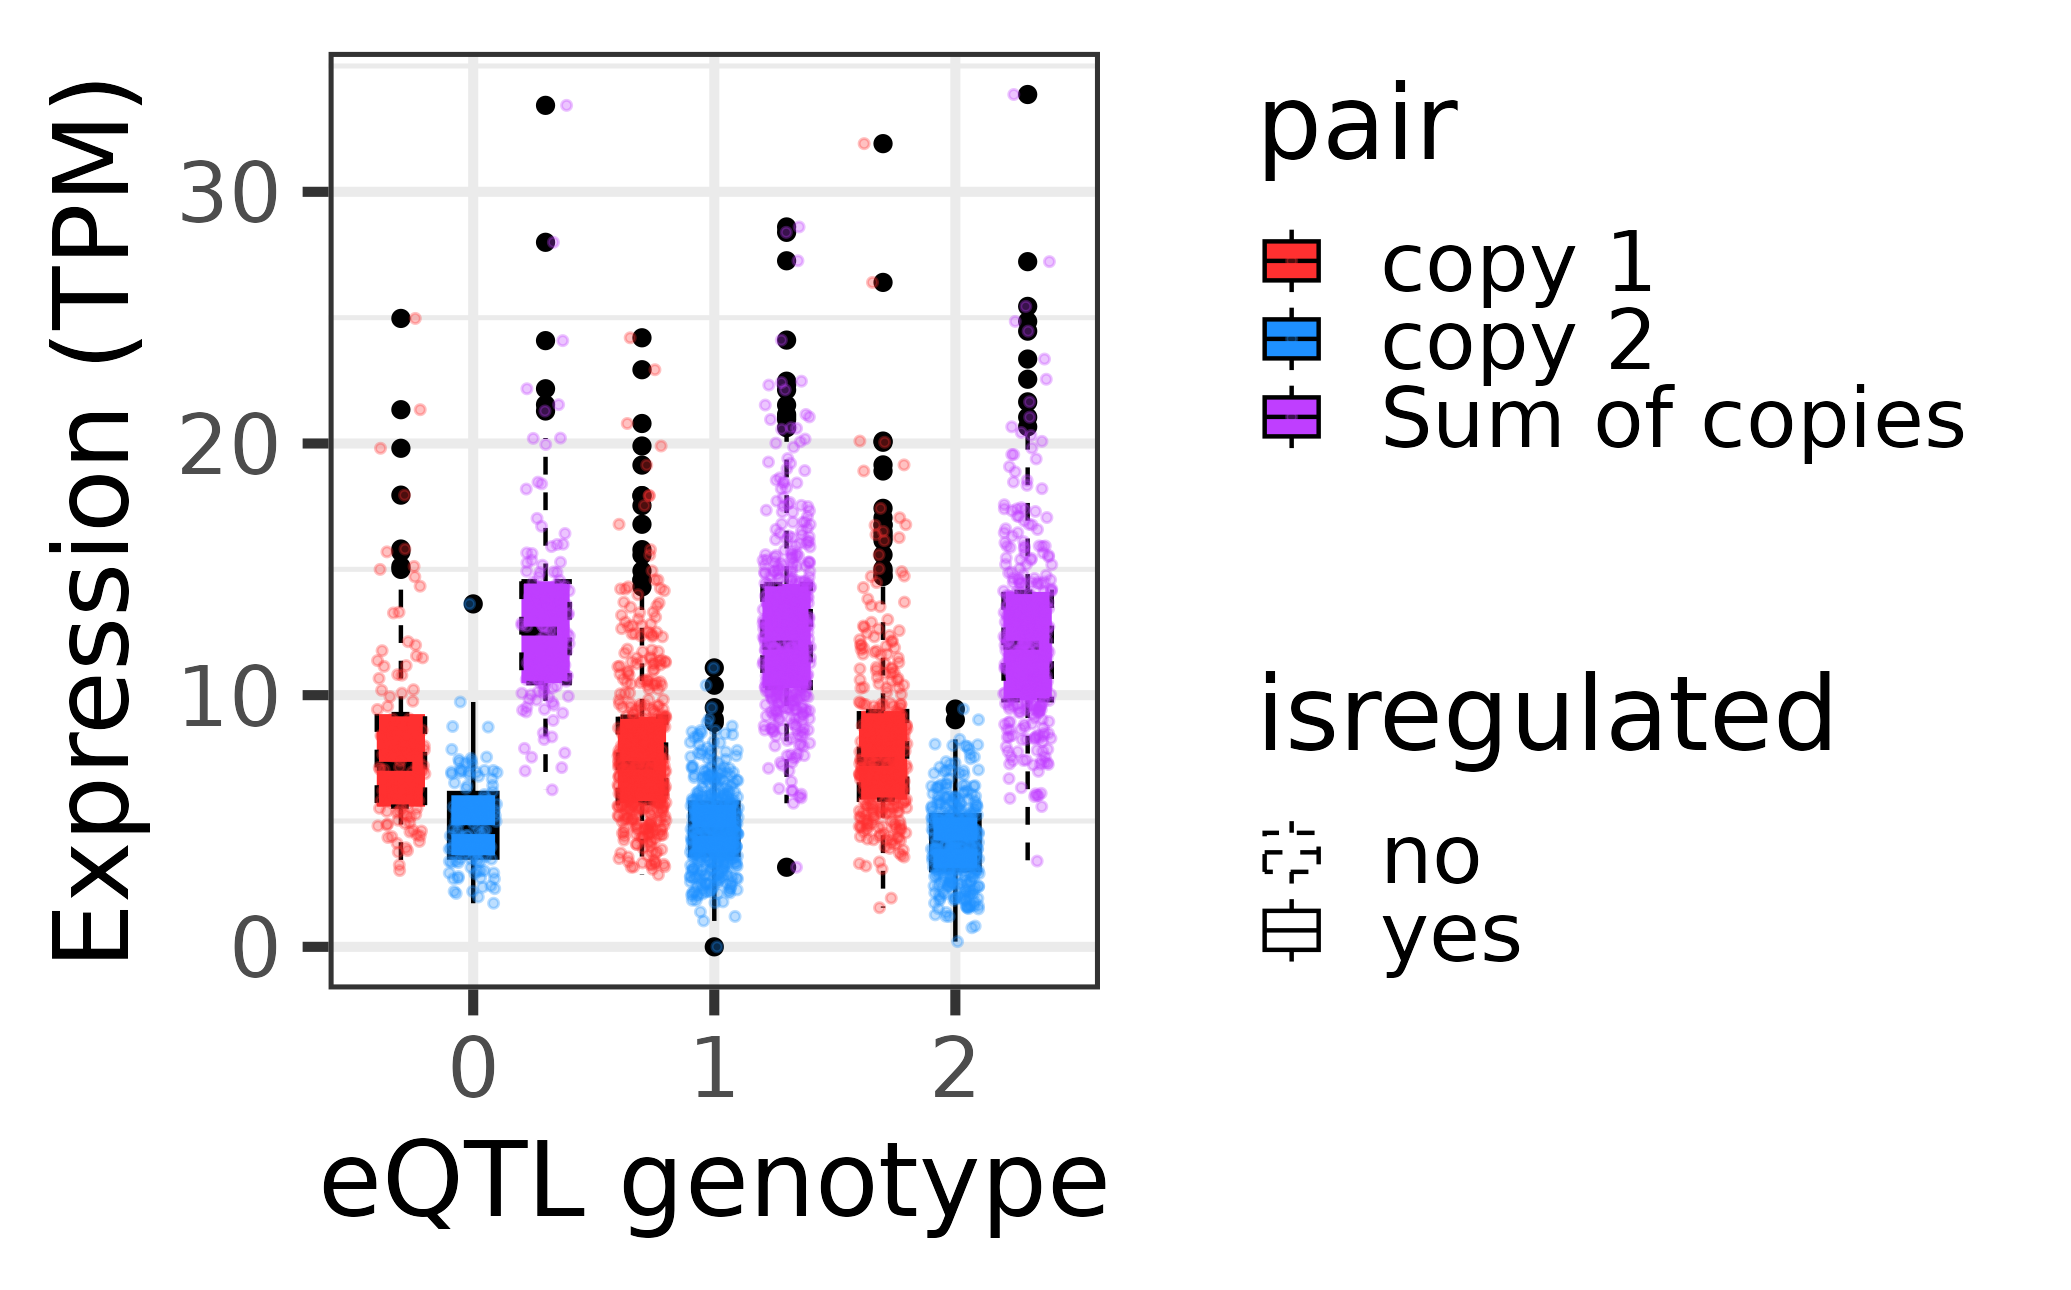 Expression (TPM)
30
20
10
0
0 1 2
eQTL genotype
pair
copy 1
copy 2
Sum of copies
isregulated
no
yes